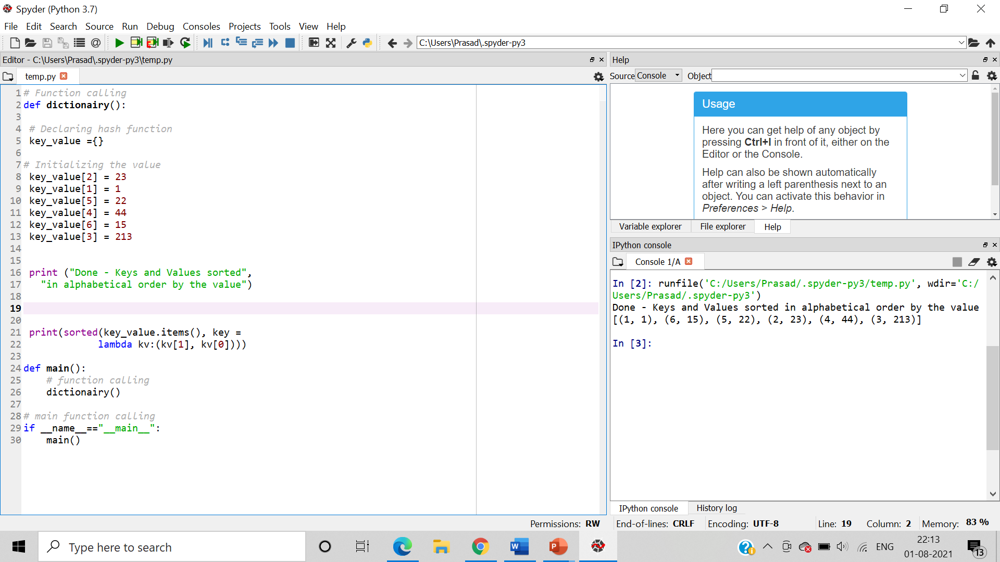 Spyder (Python 3.7)
File Edit Search Source Run Debug Consoles Projects Tools View Help
C:\Users\Prasad\.spyder-py3
Editor - C:\Users\Prasad\.spyder-py3\temp.py
temp.py
1 # Function calling
2 def dictionairy():
3
4 # Declaring hash function
5 key_value ={}
6
7 # Initializing the value
8 key_value[2] = 23
9 key_value[1] = 1
10 key_value[5] = 22
11 key_value[4] = 44
12 key_value[6] = 15
13 key_value[3] = 213
14
15
16 print ("Done - Keys and Values sorted",
17 "in alphabetical order by the value")
18
19
20
21 print(sorted(key_value.items(), key =
22 lambda kv:(kv[1], kv[0])))
23
24 def main():
25 # function calling
26 dictionairy()
27
28 # main function calling
29 if __name__=="__main__":
30 main()
Help
Source Console Object
Usage
Here you can get help of any object by
pressing Ctrl+I in front of it, either on the
Editor or the Console.
Help can also be shown automatically
after writing a left parenthesis next to an
object. You can activate this behavior in
Preferences > Help.
Variable explorer File explorer Help
IPython console
Console 1/A
In [2]: runfile('C:/Users/Prasad/.spyder-py3/temp.py', wdir='C:/
Users/Prasad/.spyder-py3')
Done - Keys and Values sorted in alphabetical order by the value
[(1, 1), (6, 15), (5, 22), (2, 23), (4, 44), (3, 213)]
In [3]:
IPython console History log
Permissions: RW End-of-lines: CRLF Encoding: UTF-8 Line: 19 Column: 2 Memory: 83 %
Type here to search
W
P
ENG
22:13
01-08-2021
13